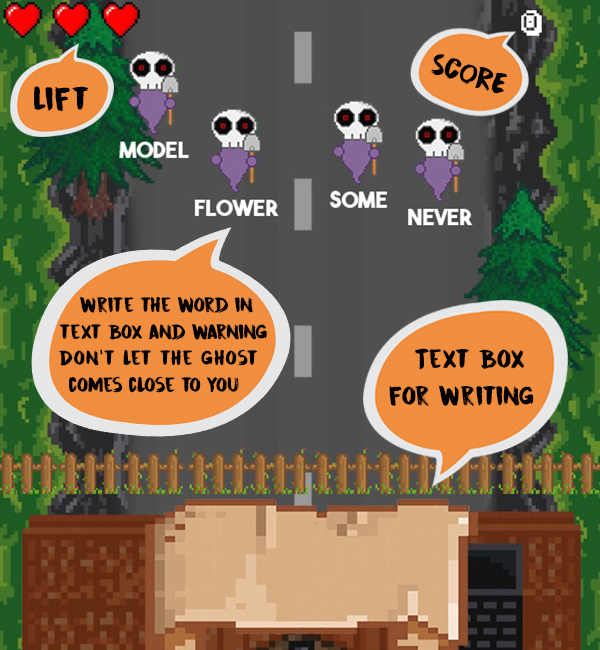 0
SCORE
LIFT
MODEL
FLOWER
SOME
NEVER
WRITE THE WORD IN
TEXT BOX AND WARNING
DON'T LET THE GHOST
COMES CLOSE TO YOU
TEXT BOX
FOR WRITING